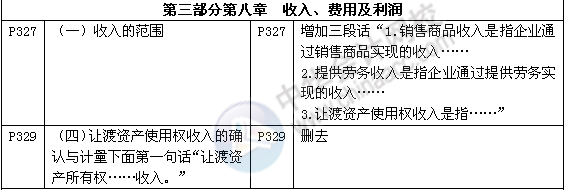 第三部分第八章 收入、费用及利润
P327
（一）收入的范围
P327
增加三段话“1.销售商品收入是指企业通
过销售商品实现的收入……
2.提供劳务收入是指企业通过提供劳务实
现的收入……
3.让渡资产使用权收入是指……”
P329
（四）让渡资产使用权收入的确
认与计量下面第一句话“让渡资
产所有权……收入。”
P329
删去